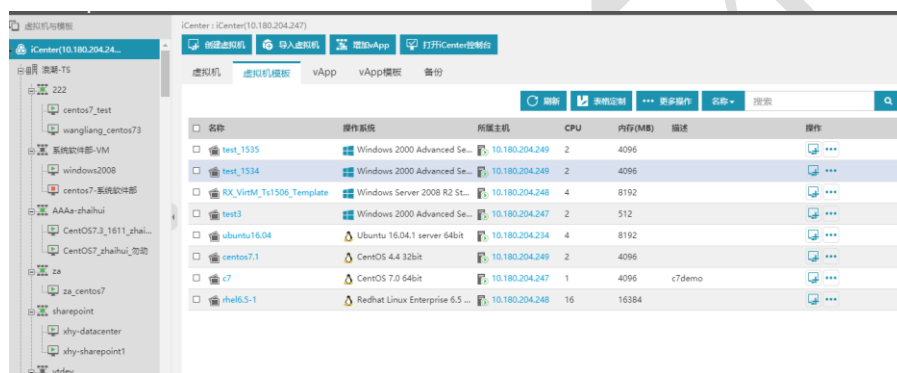 虚拟机与模板
iCenter : iCenter(10.180.204.247)
iCenter(10.180.204.24...
创建虚拟机 导入虚拟机 增加vApp 打开iCenter控制台
浪潮-TS
虚拟机 虚拟机模板 vApp vApp模板 备份
222
centos7_test
刷新 表格定制 更多操作 名称 搜索
wangliang_centos73
名称 操作系统 所属主机 CPU 内存(MB) 描述 操作
系统软件部-VM
test_1535 Windows 2000 Advanced Se... 10.180.204.249 2 4096
windows2008
test_1534 Windows 2000 Advanced Se... 10.180.204.249 2 4096
centos7-系统软件部
RX_VirtM_Ts1506_Template Windows Server 2008 R2 St... 10.180.204.248 4 8192
AAAa-zhaihui
test3 Windows 2000 Advanced Se... 10.180.204.247 2 512
CentOS7.3_1611_zhai...
ubuntu16.04 Ubuntu 16.04.1 server 64bit 10.180.204.234 4 8192
CentOS7_zhaihui_勿动
centos7.1 CentOS 4.4 32bit 10.180.204.249 2 4096
za
c7 CentOS 7.0 64bit 10.180.204.247 1 4096 c7demo
za_centos7
rhel6.5-1 Redhat Linux Enterprise 6.5 ... 10.180.204.248 16 16384
sharepoint
xhy-datacenter
xhy-sharepoint1
vtdev